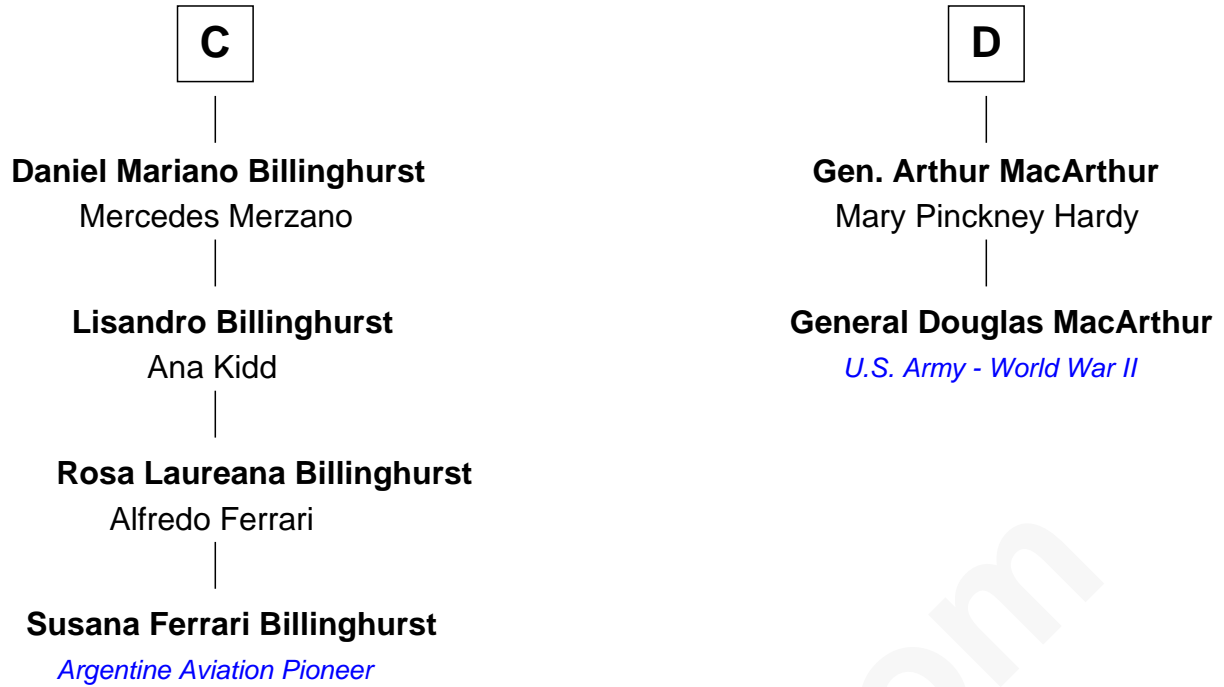 C
Daniel Mariano Billinghurst
Mercedes Merzano
Lisandro Billinghurst
Ana Kidd
Rosa Laureana Billinghurst
Alfredo Ferrari
Susana Ferrari Billinghurst
Argentine Aviation Pioneer
D
Gen. Arthur MacArthur
Mary Pinckney Hardy
General Douglas MacArthur
U.S. Army - World War II
om